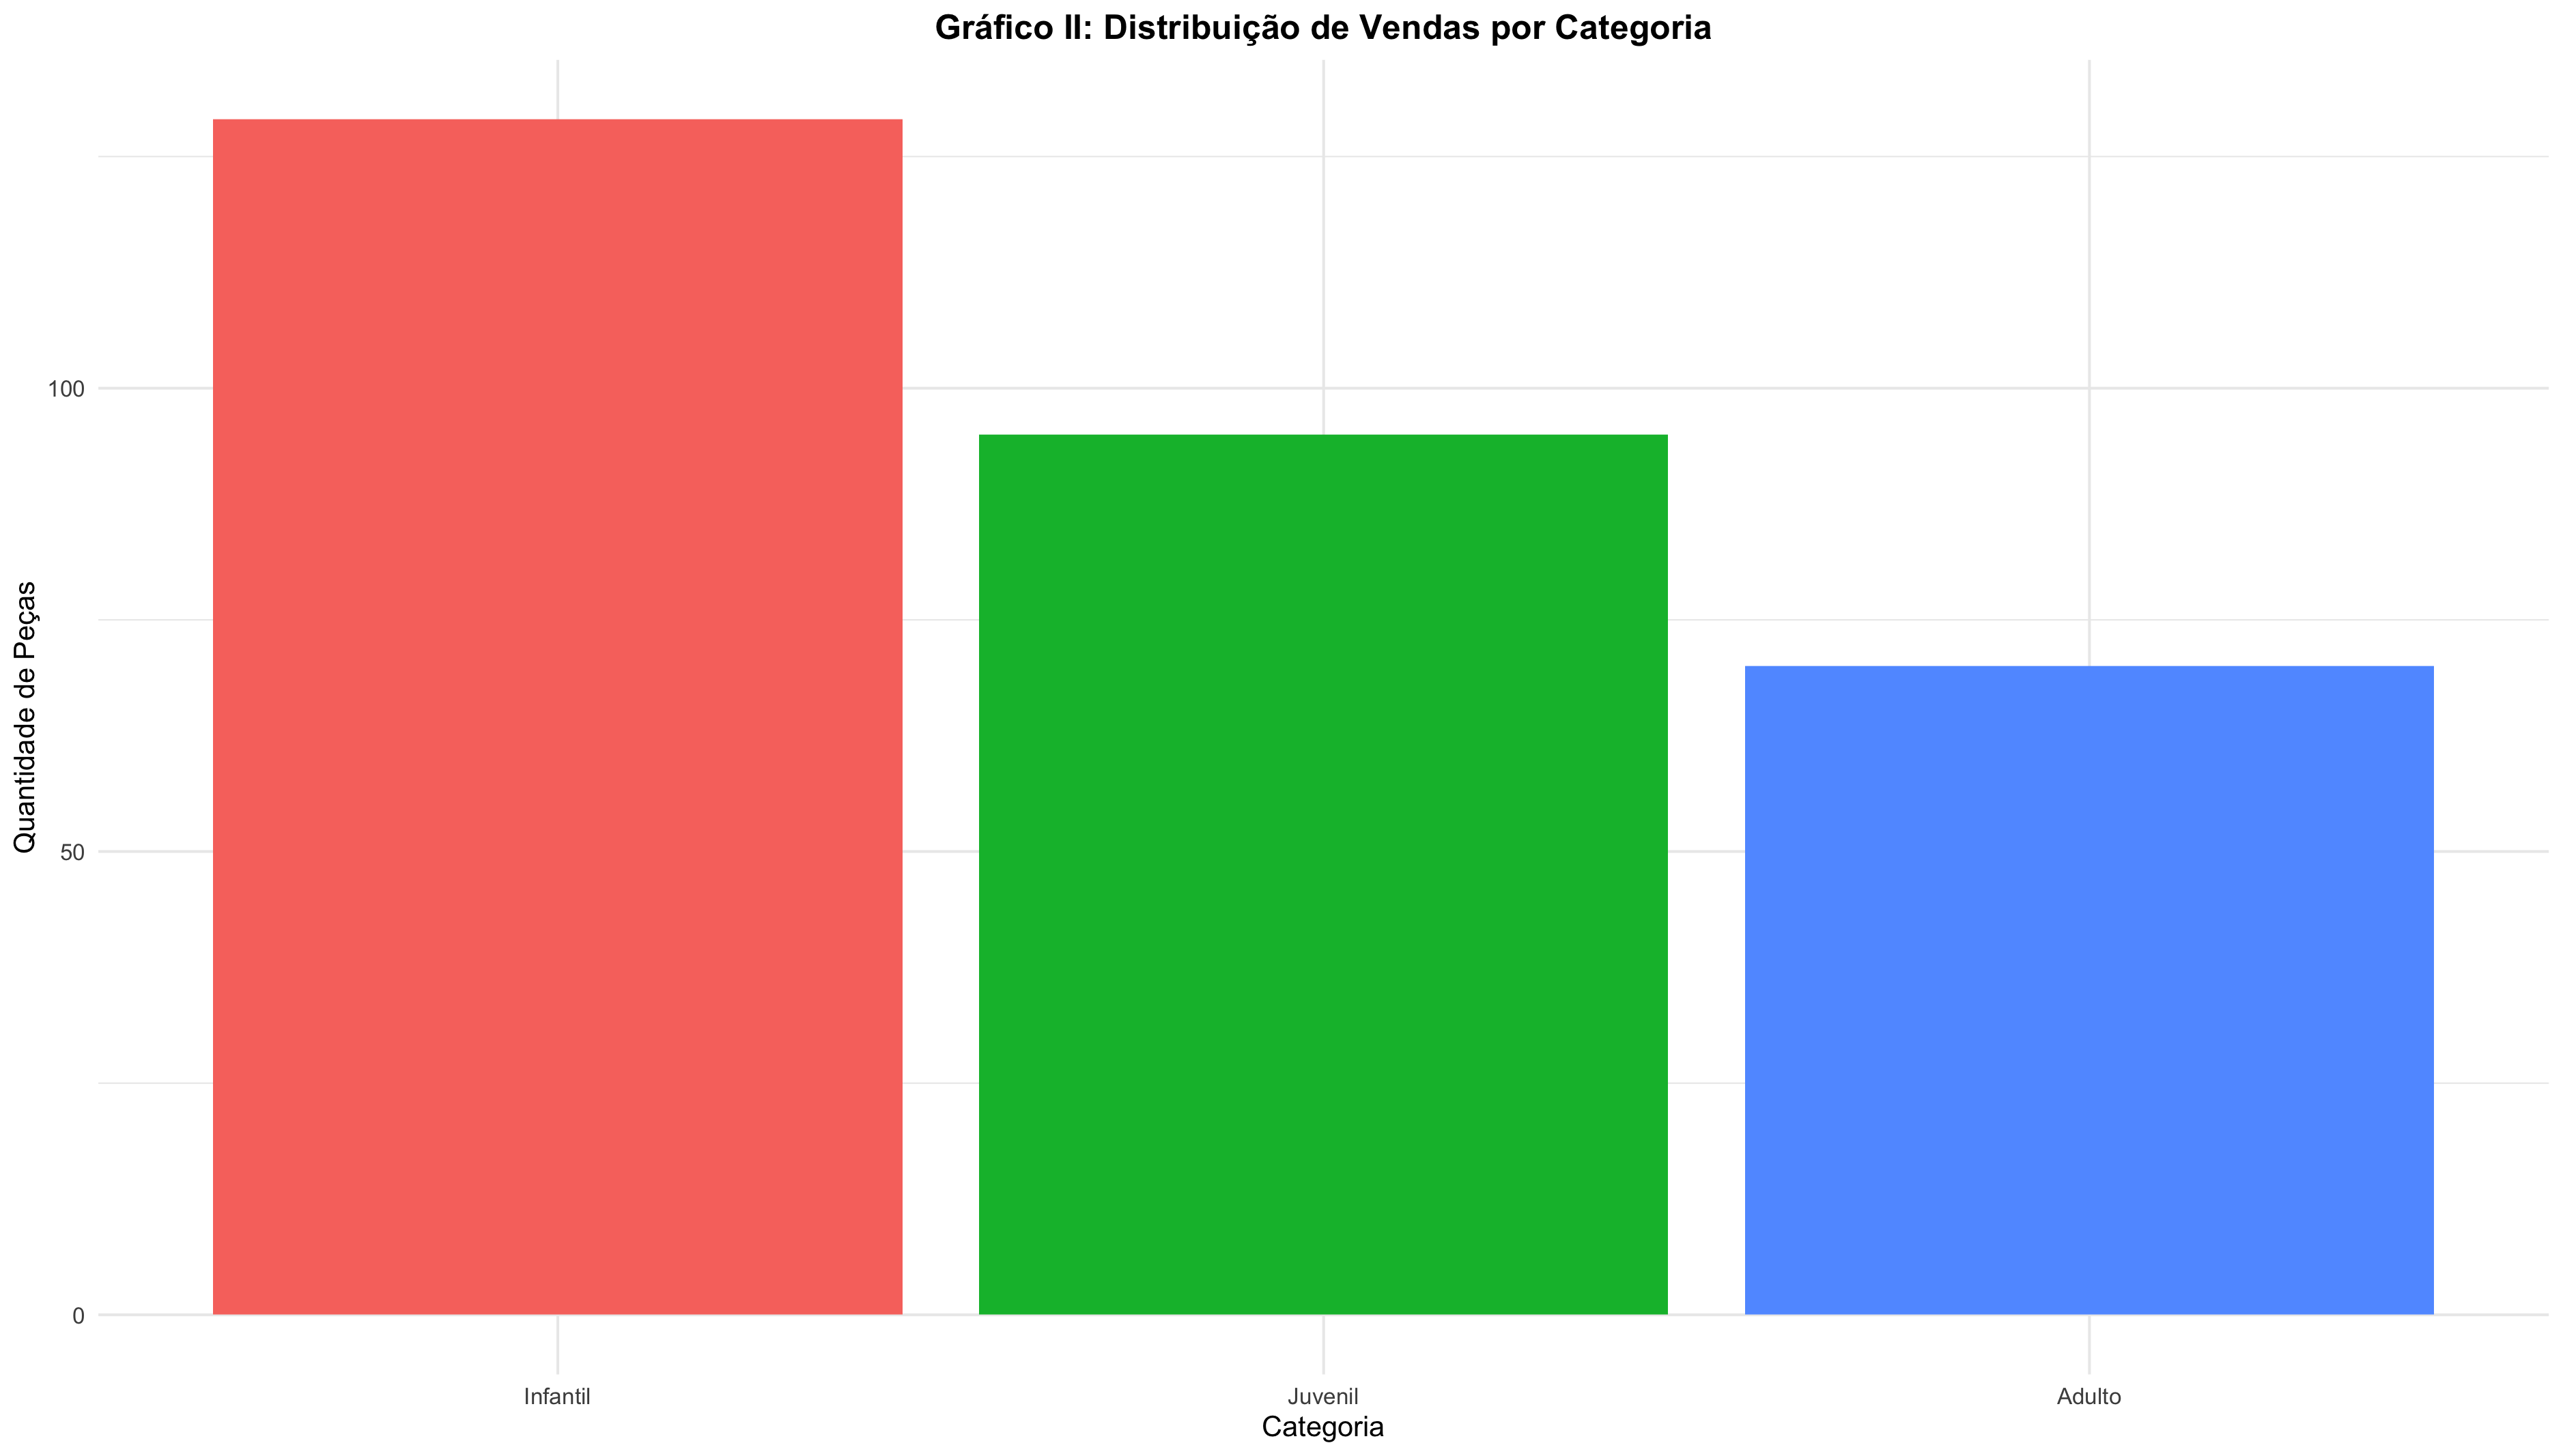 Gráfico II: Distribuição de Vendas por Categoria
Quantidade de Peças
100
50
0
Infantil
Juvenil
Adulto
Categoria